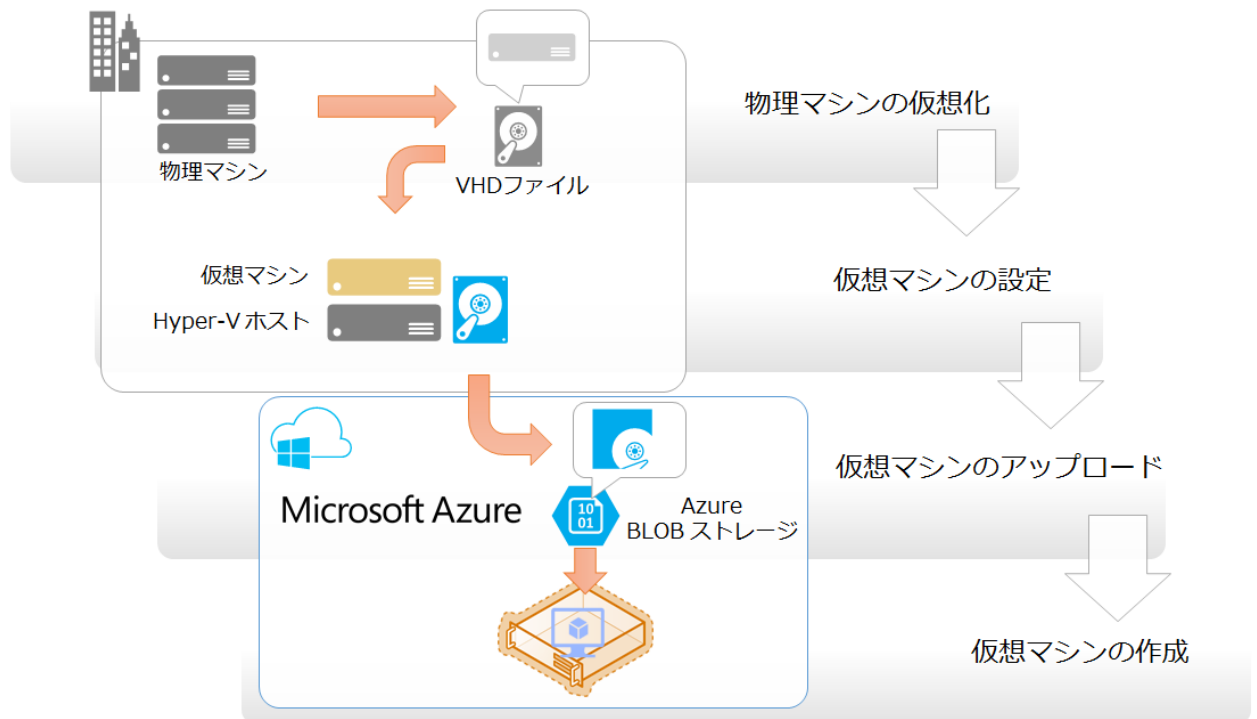 物理マシン
VHDファイル
物理マシンの仮想化
仮想マシン
Hyper-V ホスト
仮想マシンの設定
Microsoft Azure
10
01
Azure
BLOB ストレージ
仮想マシンのアップロード
仮想マシンの作成